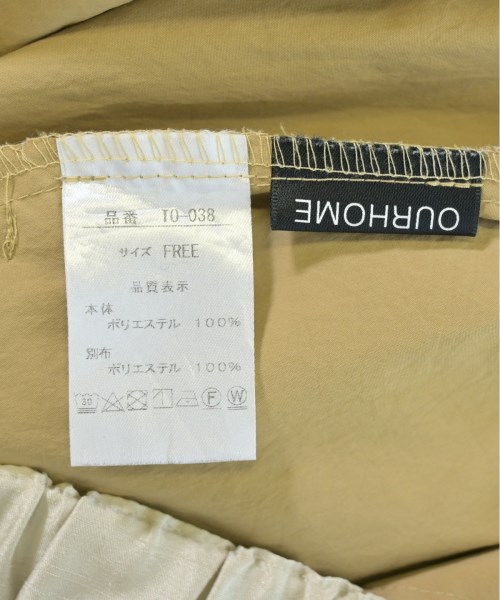 品番 TO-038
サイズ FREE
品質表示
本体
ポリエステル 100%
別布
ポリエステル 100%
F W
OURHOME